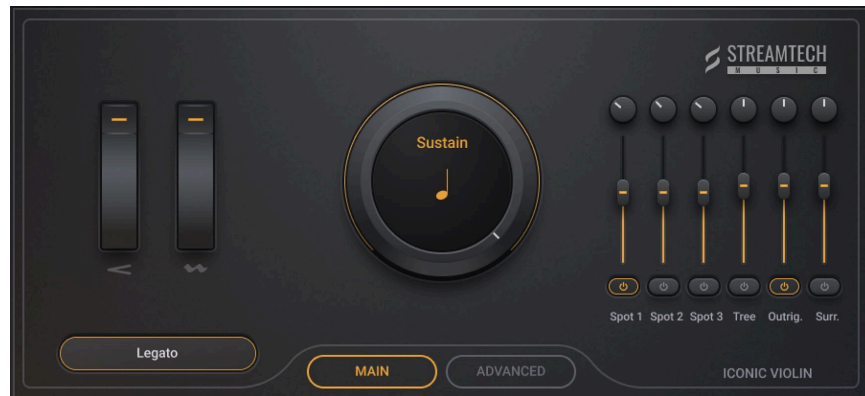 STREAMTECH
MUSIC
Sustain
Spot 1 Spot 2 Spot 3 Tree Outrig. Surr.
Legato
MAIN ADVANCED
ICONIC VIOLIN